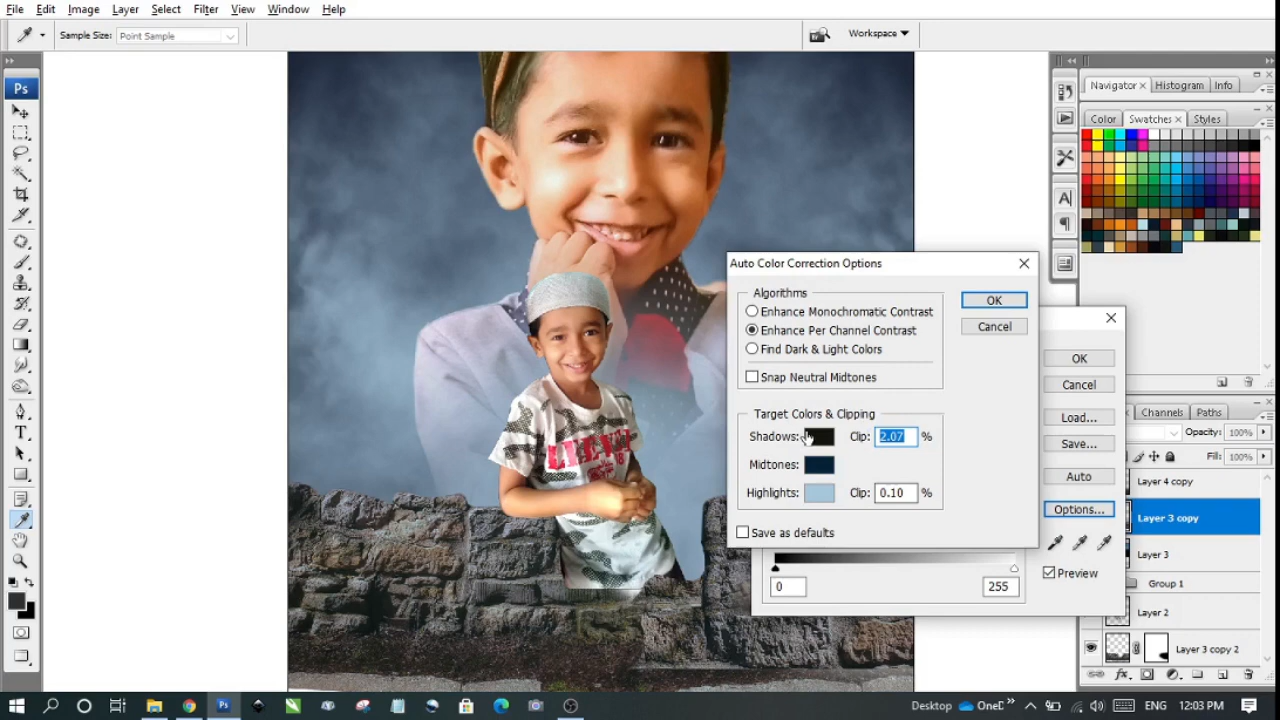 File Edit Image Layer Select Filter View Window Help
Sample Size: Point Sample
Workspace
Ps
Navigator Histogram Info
Color Swatches Styles
A
T
Auto Color Correction Options
Algorithms
Enhance Monochromatic Contrast
Enhance Per Channel Contrast
Find Dark & Light Colors
Snap Neutral Midtones
OK
Cancel
Target Colors & Clipping
Shadows: Clip: 2.07 %
Midtones:
Highlights: Clip: 0.10 %
Save as defaults
0
255
OK
Cancel
Load...
Save...
Auto
Options...
Preview
Channels Paths
Opacity: 100%
Fill: 100%
Layer 4 copy
Layer 3 copy
Layer 3
Group 1
Layer 2
Layer 3 copy 2
fx
Ps
Desktop OneD
ENG 12:03 PM